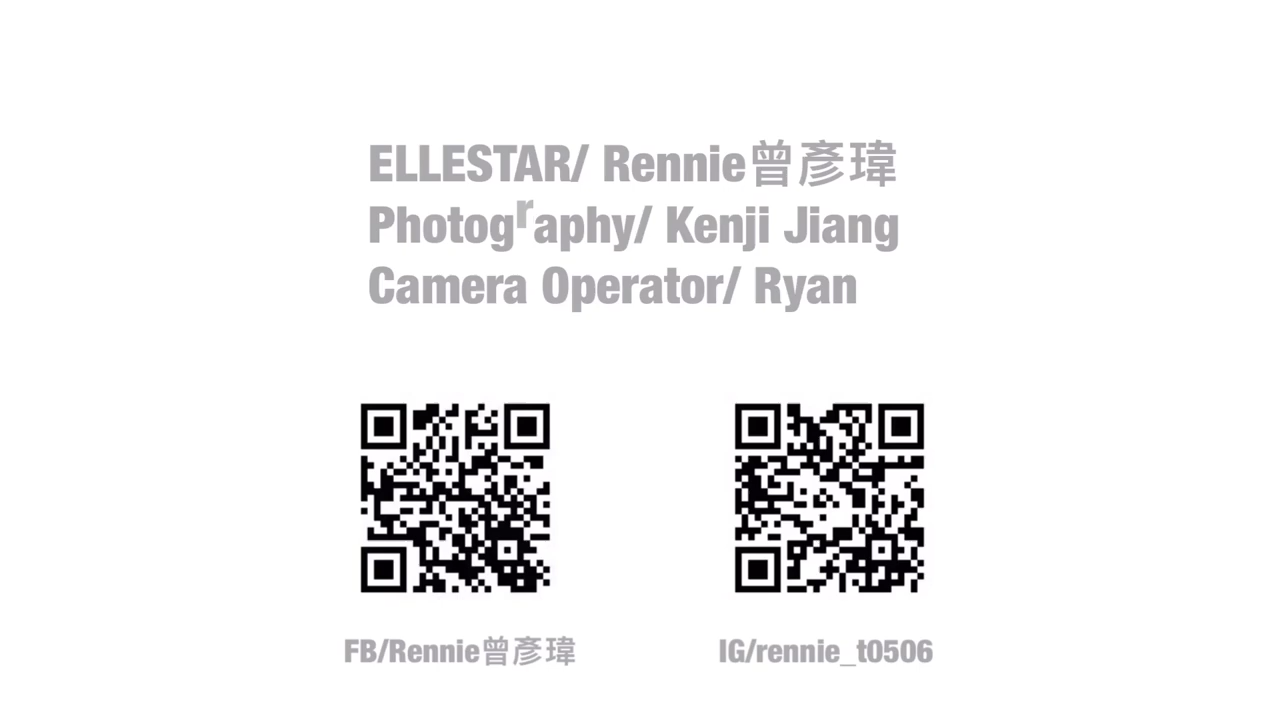 ELLESTAR/ Rennie曾彥瑋
Photography/ Kenji Jiang
Camera Operator/ Ryan
FB/Rennie曾彥瑋
IG/rennie_t0506